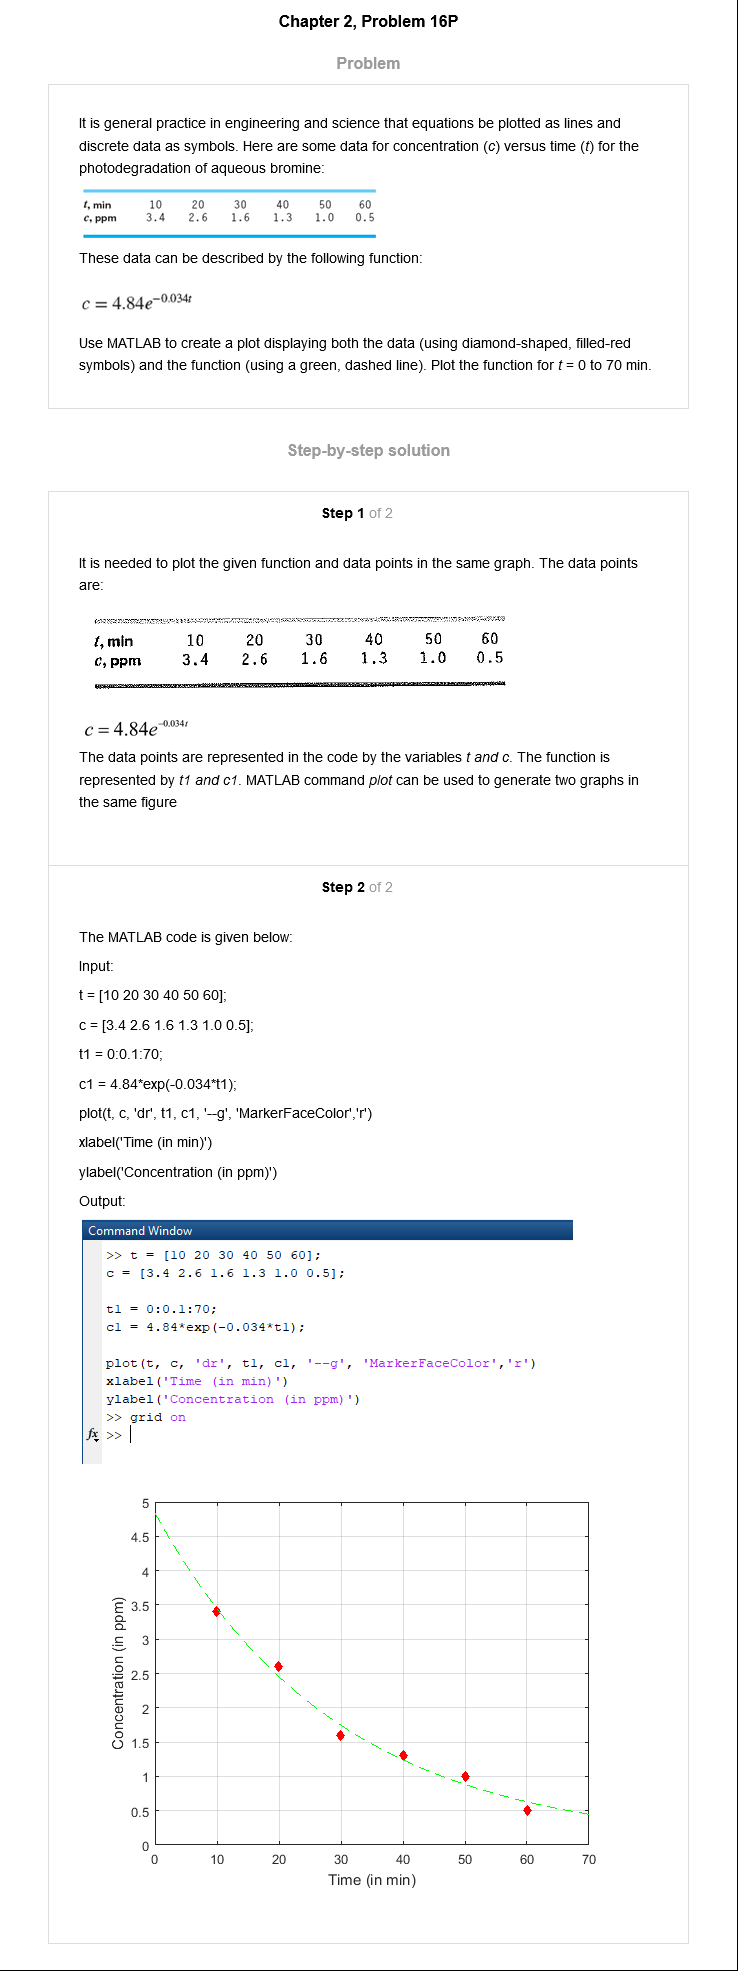 Chapter 2, Problem 16P
Problem
It is general practice in engineering and science that equations be plotted as lines and
discrete data as symbols. Here are some data for concentration (c) versus time (t) for the
photodegradation of aqueous bromine:
t, min 10 20 30 40 50 60
c, ppm 3.4 2.6 1.6 1.3 1.0 0.5
These data can be described by the following function:
c = 4.84e^{-0.034t}
Use MATLAB to create a plot displaying both the data (using diamond-shaped, filled-red
symbols) and the function (using a green, dashed line). Plot the function for t = 0 to 70 min.
Step-by-step solution
Step 1 of 2
It is needed to plot the given function and data points in the same graph. The data points
are:
t, min 10 20 30 40 50 60
c, ppm 3.4 2.6 1.6 1.3 1.0 0.5
c = 4.84e^{-0.034t}
The data points are represented in the code by the variables t and c. The function is
represented by t1 and c1. MATLAB command plot can be used to generate two graphs in
the same figure
Step 2 of 2
The MATLAB code is given below:
Input:
t = [10 20 30 40 50 60];
c = [3.4 2.6 1.6 1.3 1.0 0.5];
t1 = 0:0.1:70;
c1 = 4.84*exp(-0.034*t1);
plot(t, c, 'dr', t1, c1, '--g', 'MarkerFaceColor','r')
xlabel('Time (in min)')
ylabel('Concentration (in ppm)')
Output:
Command Window
>> t = [10 20 30 40 50 60];
c = [3.4 2.6 1.6 1.3 1.0 0.5];
t1 = 0:0.1:70;
c1 = 4.84*exp(-0.034*t1);
plot(t, c, 'dr', t1, c1, '--g', 'MarkerFaceColor','r')
xlabel('Time (in min)')
ylabel('Concentration (in ppm)')
>> grid on
fx >>
5
4.5
4
3.5
3
2.5
2
1.5
1
0.5
0
Concentration (in ppm)
0 10 20 30 40 50 60 70
Time (in min)